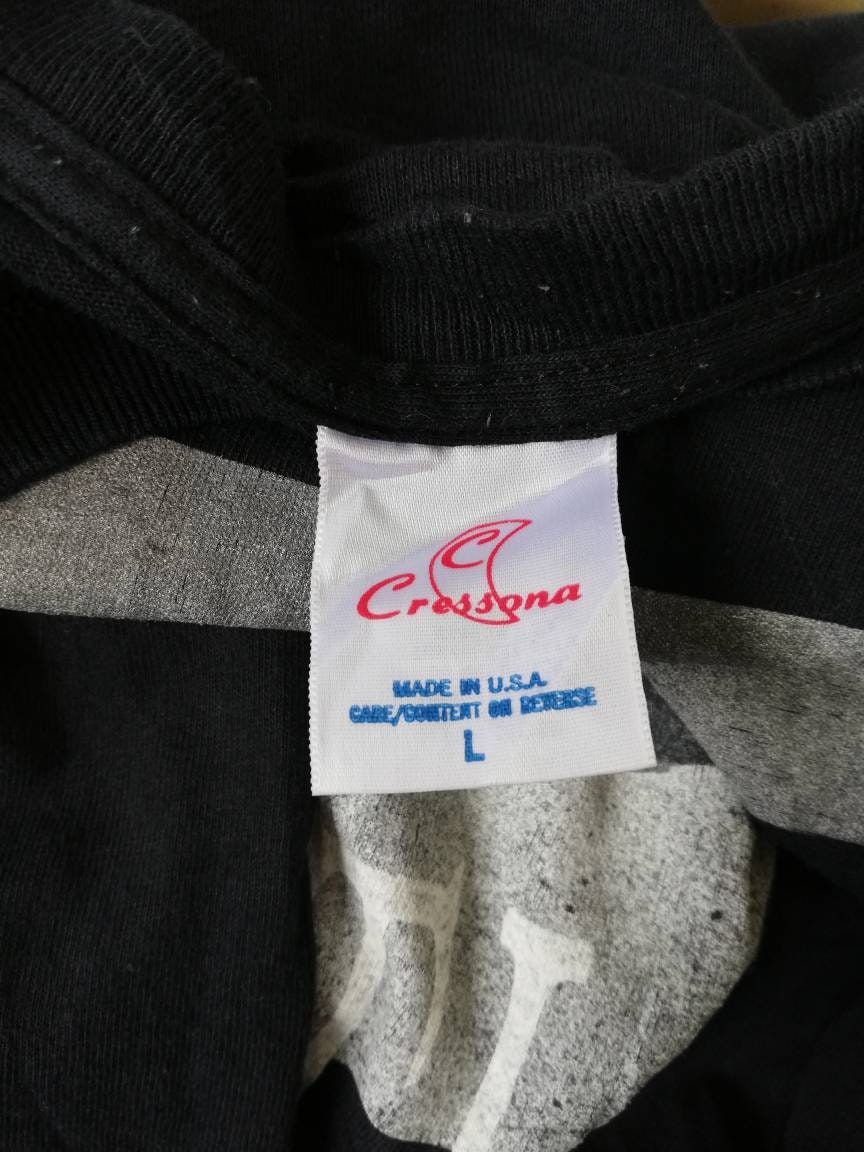 C
Cressona
MADE IN U.S.A.
CARE/CONTENT ON REVERSE
L